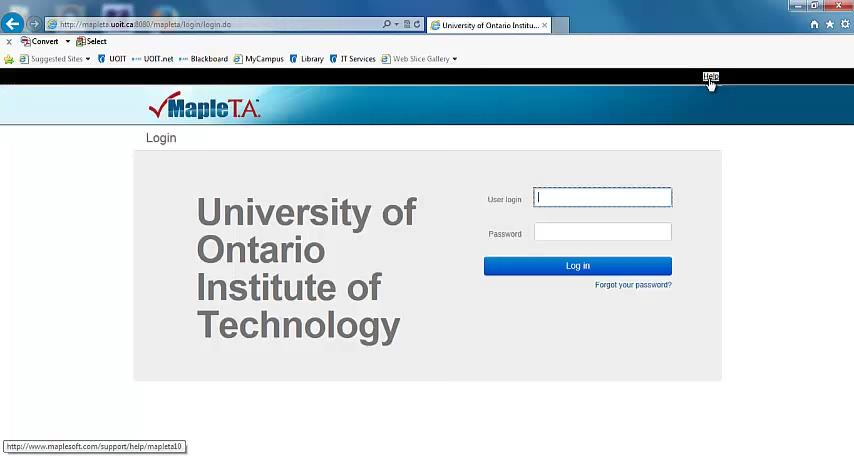 http://mapleta.uoit.ca:8080/mapleta/login/login.do
University of Ontario Institu...
Convert
Select
Suggested Sites
UOIT
UOIT.net
Blackboard
MyCampus
Library
IT Services
Web Slice Gallery
Help
MapleT.A.
Login
University of
Ontario
Institute of
Technology
User login
Password
Log in
Forgot your password?
http://www.maplesoft.com/support/help/mapleta10